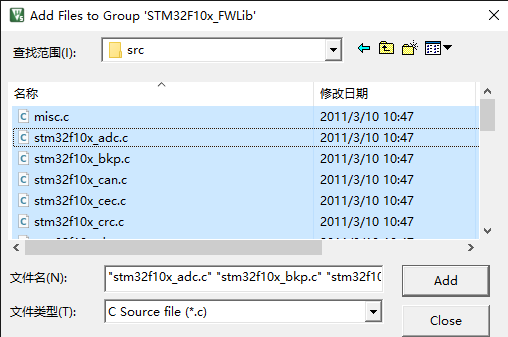 Add Files to Group 'STM32F10x_FWLib'
查找范围(I): src
名称 修改日期
misc.c 2011/3/10 10:47
stm32f10x_adc.c 2011/3/10 10:47
stm32f10x_bkp.c 2011/3/10 10:47
stm32f10x_can.c 2011/3/10 10:47
stm32f10x_cec.c 2011/3/10 10:47
stm32f10x_crc.c 2011/3/10 10:47
文件名(N): "stm32f10x_adc.c" "stm32f10x_bkp.c" "stm32f10 Add
文件类型(T): C Source file (*.c)
Close